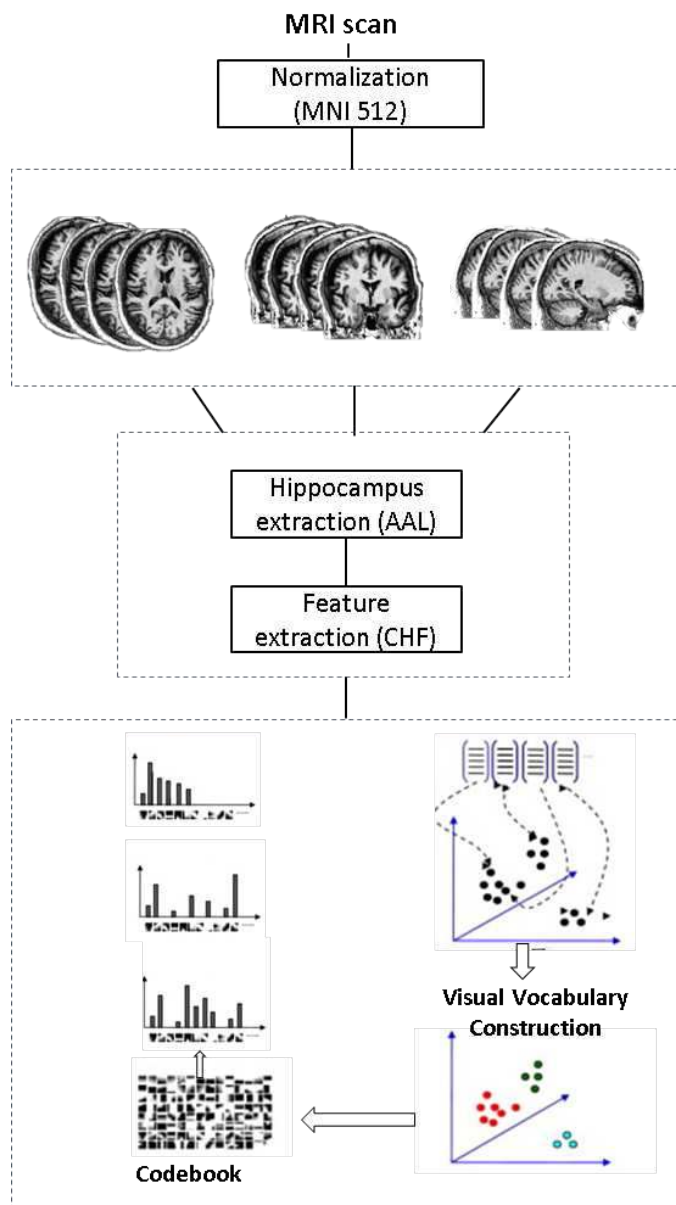 MRI scan
Normalization
(MNI 512)
Hippocampus
extraction (AAL)
Feature
extraction (CHF)
Visual Vocabulary
Construction
Codebook